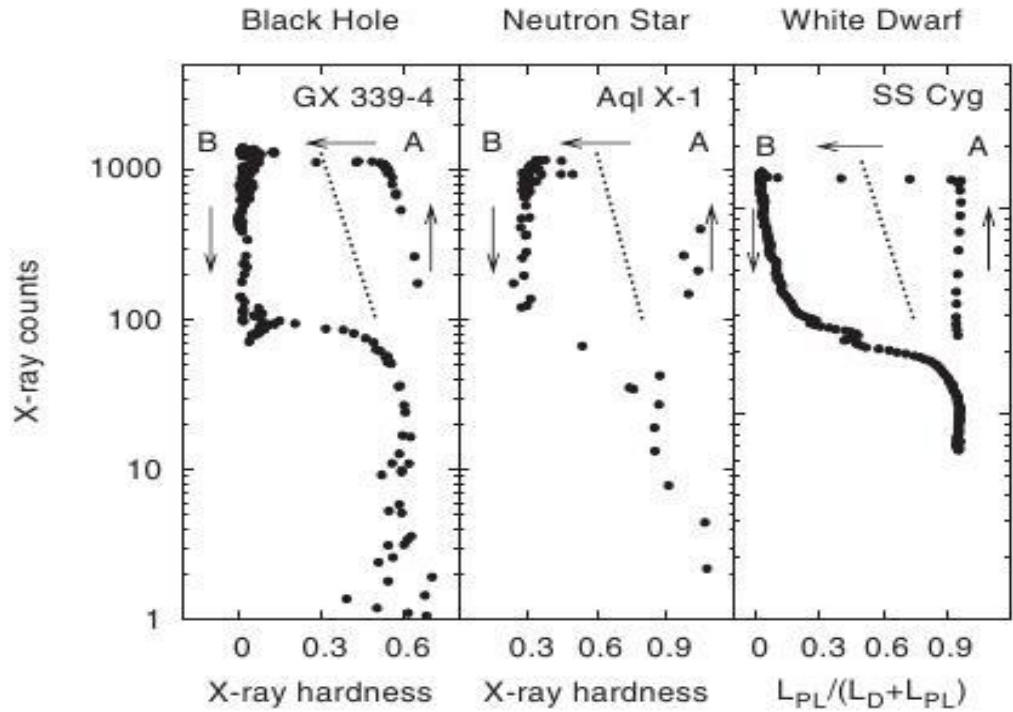 Black Hole Neutron Star White Dwarf
GX 339-4 Aql X-1 SS Cyg
B A B A B A
1000
100
10
1
X-ray counts
0 0.3 0.6 0.3 0.6 0.9 0 0.3 0.6 0.9
X-ray hardness X-ray hardness L_PL/(L_D+L_PL)